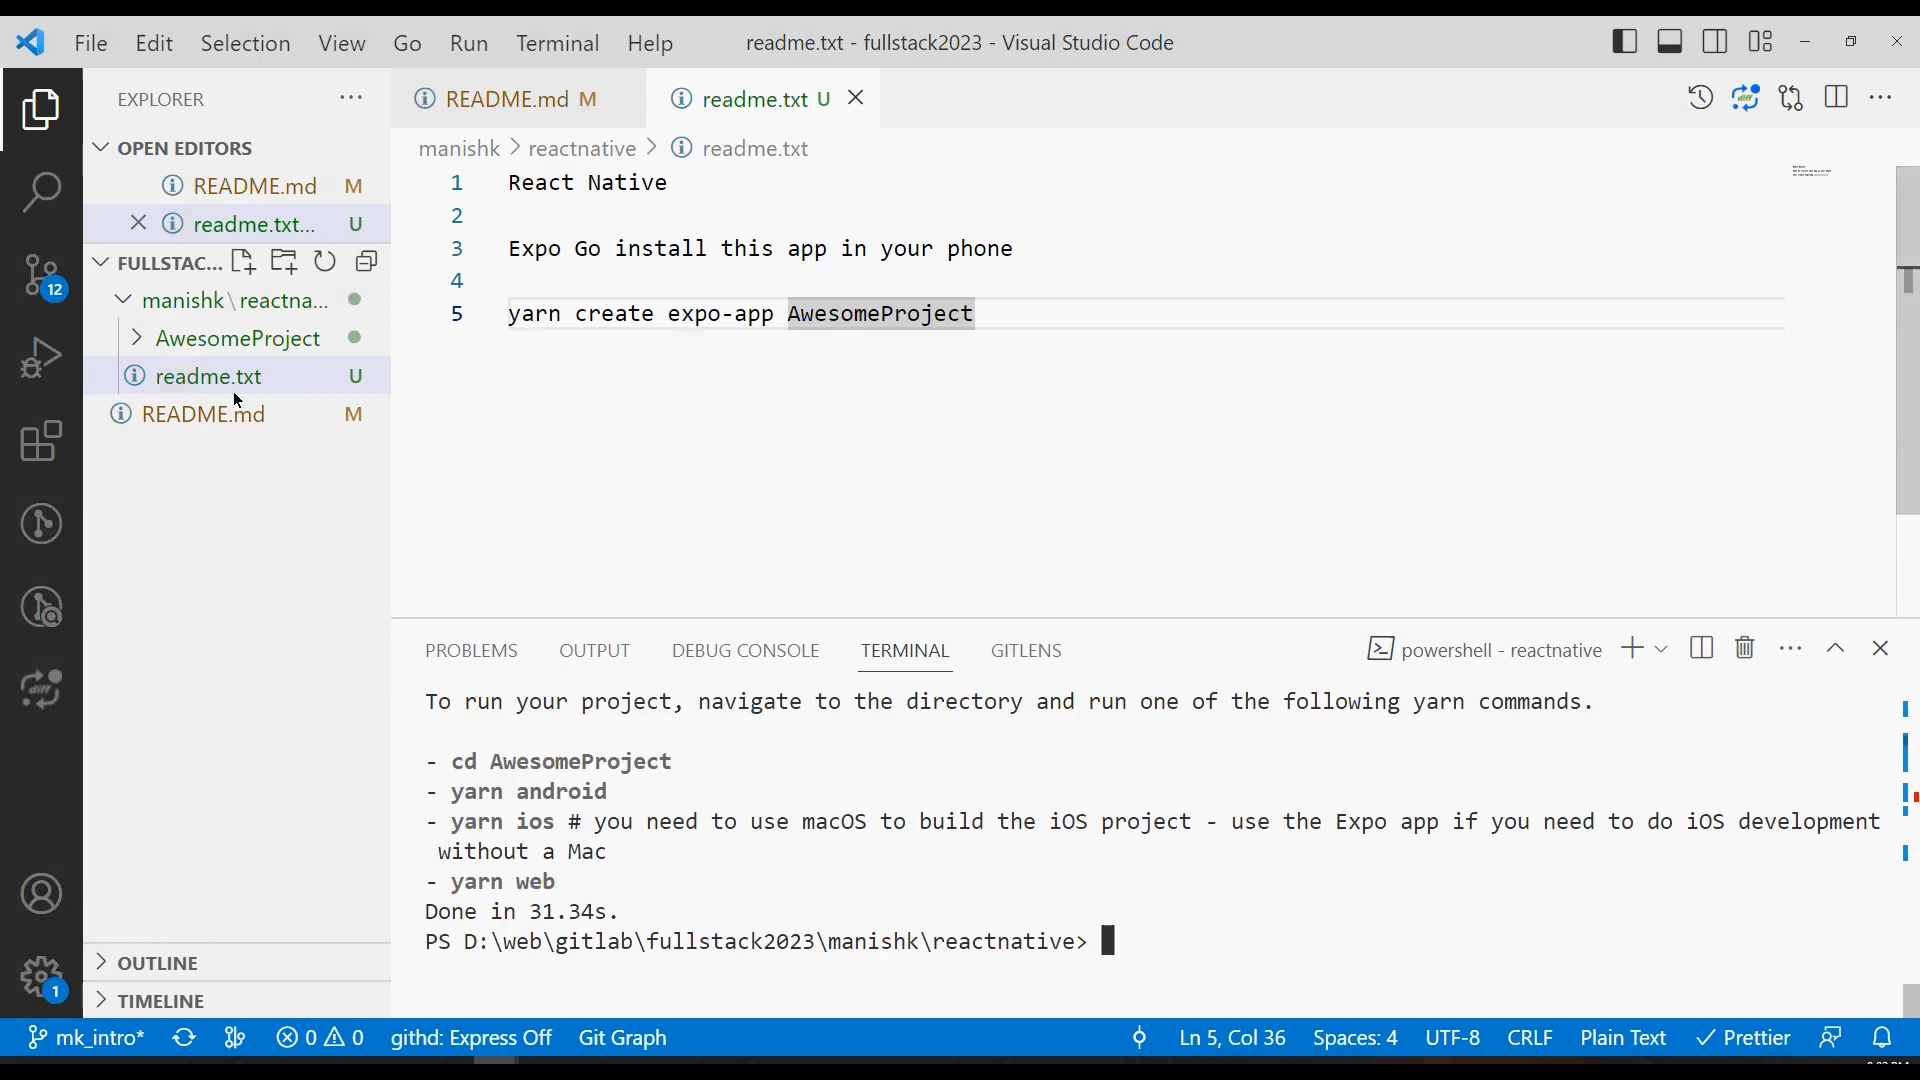 File Edit Selection View Go Run Terminal Help readme.txt - fullstack2023 - Visual Studio Code
EXPLORER
README.md M readme.txt U
OPEN EDITORS
README.md M
readme.txt... U
FULLSTAC...
manishk\reactna...
AwesomeProject
readme.txt U
README.md M
OUTLINE
TIMELINE
12
1
manishk > reactnative > readme.txt
1 React Native
2
3 Expo Go install this app in your phone
4
5 yarn create expo-app AwesomeProject
PROBLEMS OUTPUT DEBUG CONSOLE TERMINAL GITLENS powershell - reactnative
To run your project, navigate to the directory and run one of the following yarn commands.
- cd AwesomeProject
- yarn android
- yarn ios # you need to use macOS to build the iOS project - use the Expo app if you need to do iOS development
without a Mac
- yarn web
Done in 31.34s.
PS D:\web\gitlab\fullstack2023\manishk\reactnative>
mk_intro* 0 0 githd: Express Off Git Graph Ln 5, Col 36 Spaces: 4 UTF-8 CRLF Plain Text Prettier